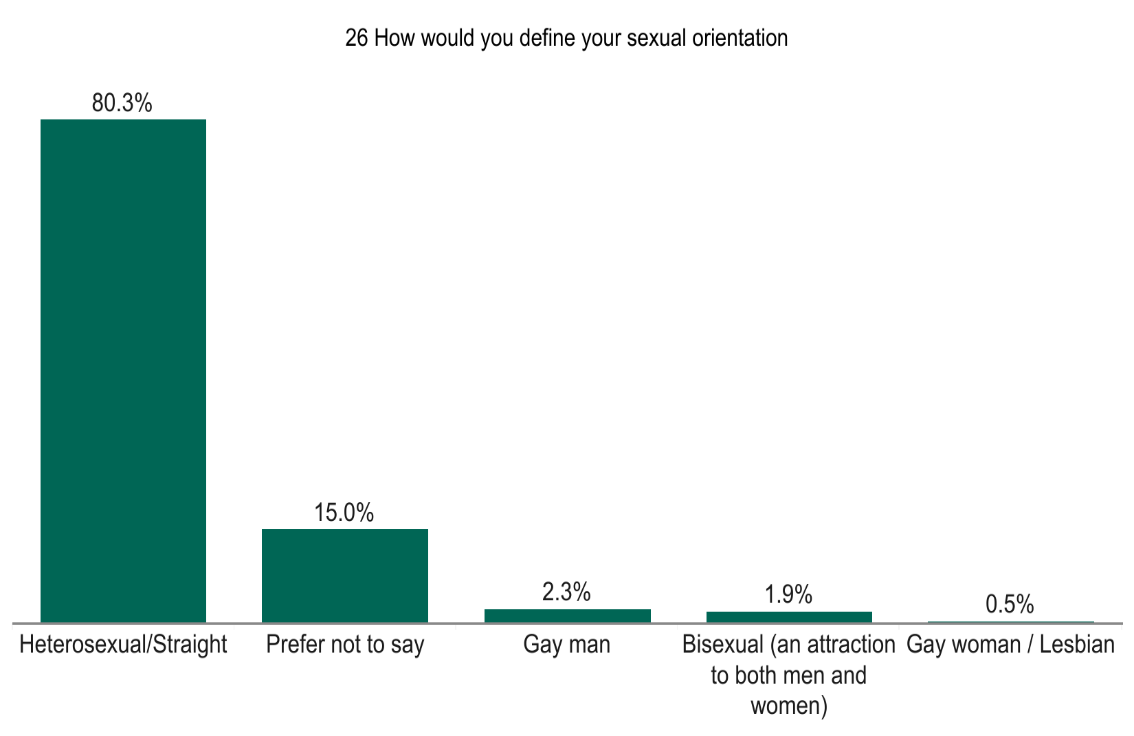 26 How would you define your sexual orientation
80.3%
15.0%
2.3%
1.9%
0.5%
Heterosexual/Straight
Prefer not to say
Gay man
Bisexual (an attraction
to both men and
women)
Gay woman / Lesbian